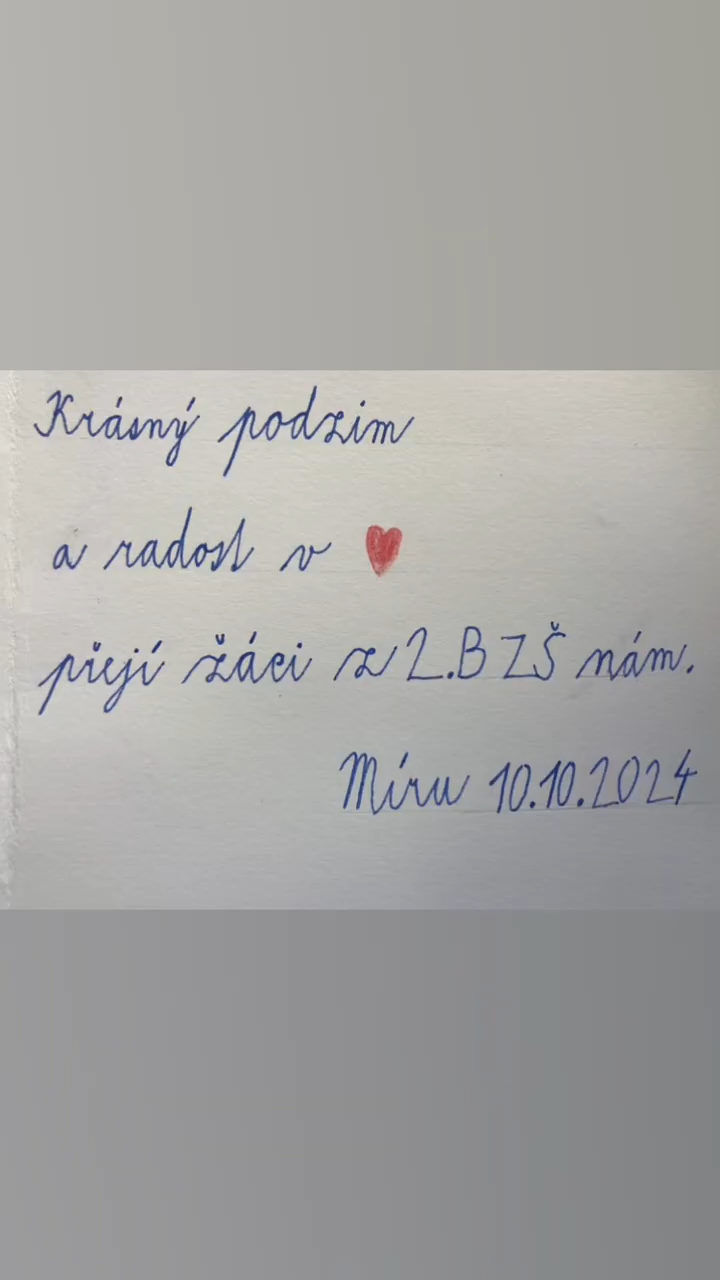 Krásný podzim
a radost v ❤
přejí žáci z 2.B ZŠ nám.
Míru 10.10.2024